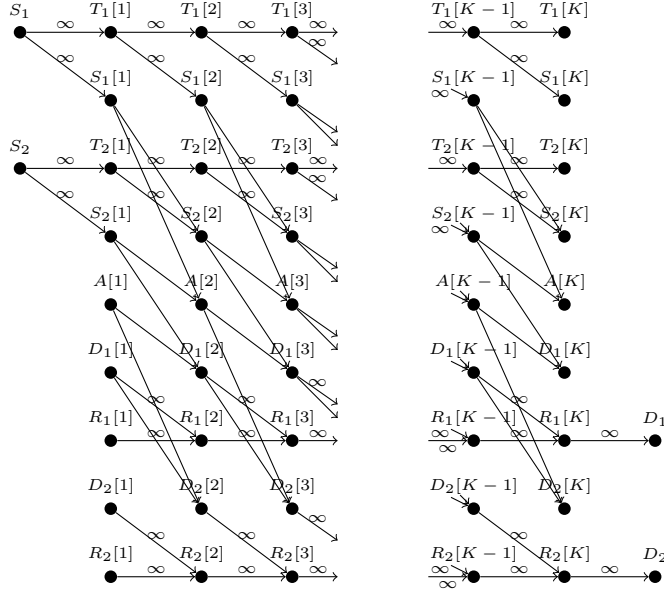 S₁ T₁[1] T₁[2] T₁[3] T₁[K − 1] T₁[K]
∞ ∞ ∞ ∞ ∞ ∞
∞
∞ ∞ ∞ ∞
S₁[1] S₁[2] S₁[3] S₁[K − 1] S₁[K]
∞
S₂ T₂[1] T₂[2] T₂[3] T₂[K − 1] T₂[K]
∞ ∞ ∞ ∞ ∞ ∞
∞
∞ ∞ ∞ ∞
S₂[1] S₂[2] S₂[3] S₂[K − 1] S₂[K]
∞
A[1] A[2] A[3] A[K − 1] A[K]
D₁[1] D₁[2] D₁[3] D₁[K − 1] D₁[K]
∞
∞ ∞ ∞
R₁[1] R₁[2] R₁[3] R₁[K − 1] R₁[K] D₁
∞ ∞ ∞ ∞ ∞ ∞ ∞
∞
D₂[1] D₂[2] D₂[3] D₂[K − 1] D₂[K]
∞
∞ ∞ ∞
R₂[1] R₂[2] R₂[3] R₂[K − 1] R₂[K] D₂
∞ ∞ ∞ ∞ ∞ ∞ ∞
∞